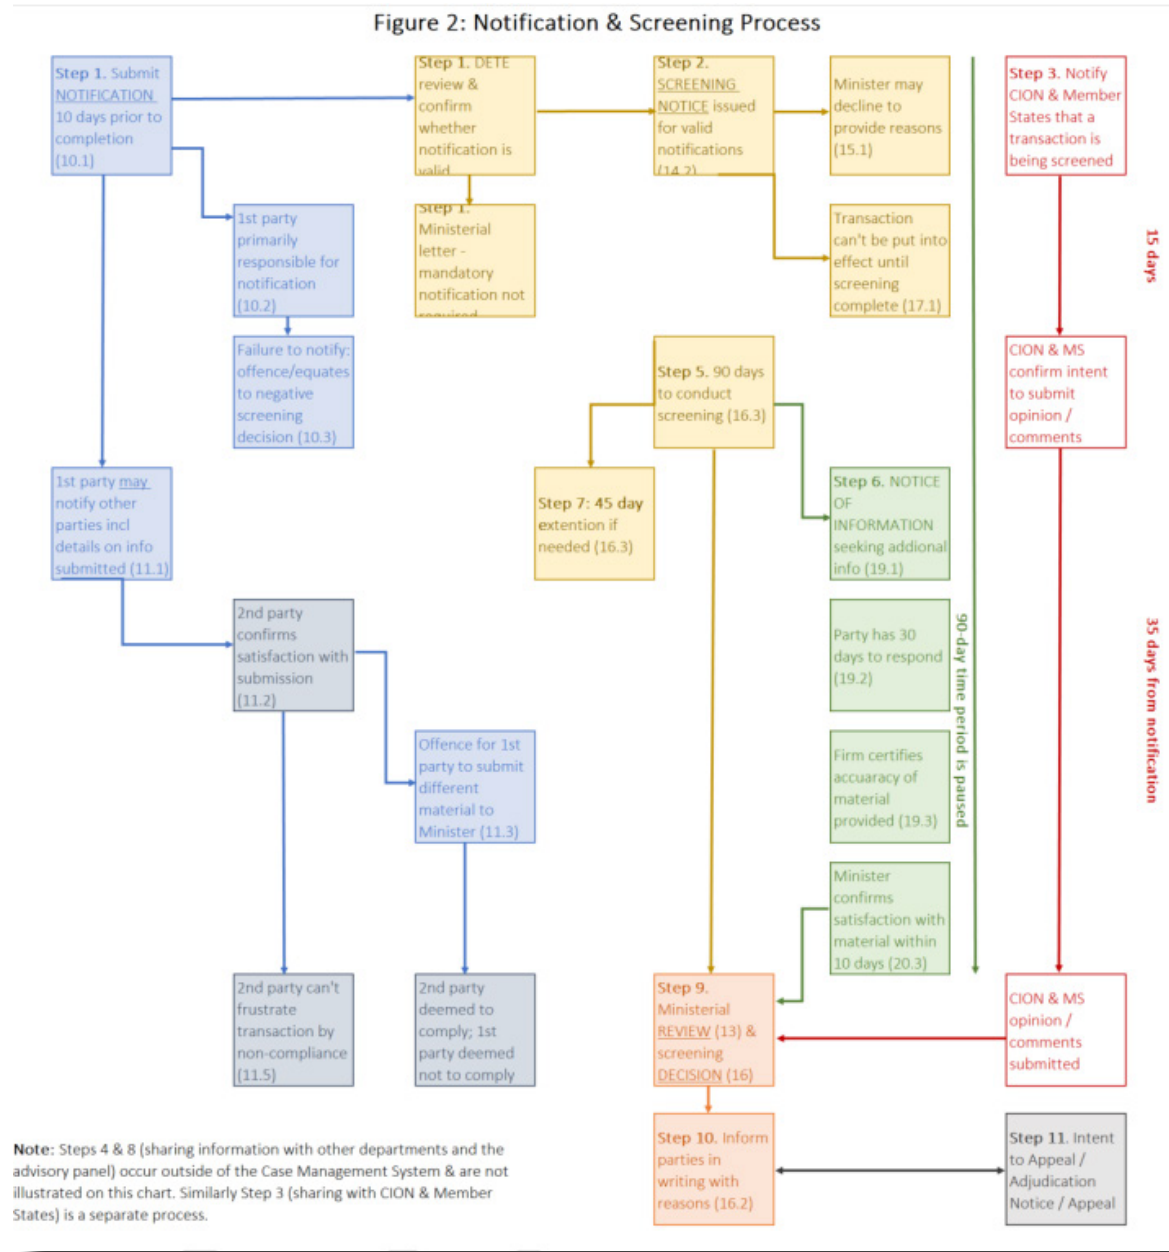 Figure 2: Notification & Screening Process
Step 1. Submit
NOTIFICATION
10 days prior to
completion
(10.1)
Step 1. DETE
review &
confirm
whether
notification is
valid
Step 2.
SCREENING
NOTICE issued
for valid
notifications
(14.2)
Minister may
decline to
provide reasons
(15.1)
Step 3. Notify
CION & Member
States that a
transaction is
being screened
1st party
primarily
responsible for
notification
(10.2)
Step 1.
Ministerial
letter -
mandatory
notification not
required
Transaction
can't be put into
effect until
screening
complete (17.1)
15 days
Failure to notify:
offence/equates
to negative
screening
decision (10.3)
Step 5. 90 days
to conduct
screening (16.3)
CION & MS
confirm intent
to submit
opinion /
comments
1st party may
notify other
parties incl
details on info
submitted (11.1)
Step 7: 45 day
extention if
needed (16.3)
Step 6. NOTICE
OF
INFORMATION
seeking addional
info (19.1)
2nd party
confirms
satisfaction with
submission
(11.2)
Party has 30
days to respond
(19.2)
90-day time period is paused
35 days from notification
Offence for 1st
party to submit
different
material to
Minister (11.3)
Firm certifies
accuaracy of
material
provided (19.3)
Minister
confirms
satisfaction with
material within
10 days (20.3)
2nd party can't
frustrate
transaction by
non-compliance
(11.5)
2nd party
deemed to
comply; 1st
party deemed
not to comply
Step 9.
Ministerial
REVIEW (13) &
screening
DECISION (16)
CION & MS
opinion /
comments
submitted
Step 10. Inform
parties in
writing with
reasons (16.2)
Step 11. Intent
to Appeal /
Adjudication
Notice / Appeal
Note: Steps 4 & 8 (sharing information with other departments and the
advisory panel) occur outside of the Case Management System & are not
illustrated on this chart. Similarly Step 3 (sharing with CION & Member
States) is a separate process.